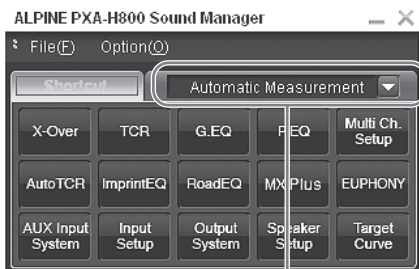 ALPINE PXA-H800 Sound Manager
File(F) Option(O)
Shortcut Automatic Measurement
X-Over TCR G.EQ P.EQ Multi Ch. Setup
AutoTCR ImprintEQ RoadEQ MX Plus EUPHONY
AUX Input System Input Setup Output System Speaker Setup Target Curve